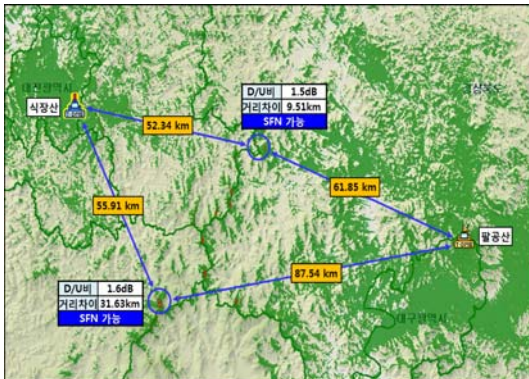 대전광역시
식장산
D/U비 1.5dB
거리차이 9.51km
SFN 가능
경상북도
52.34 km
61.85 km
55.91 km
팔공산
87.54 km
D/U비 1.6dB
거리차이 31.63km
SFN 가능
대구광역시